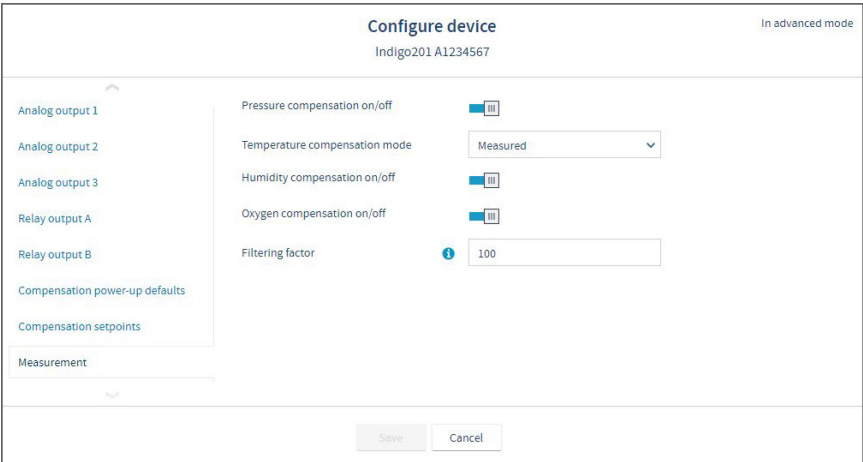 Configure device
In advanced mode
Indigo201 A1234567
Analog output 1
Analog output 2
Analog output 3
Relay output A
Relay output B
Compensation power-up defaults
Compensation setpoints
Measurement
Pressure compensation on/off
Temperature compensation mode
Measured
Humidity compensation on/off
Oxygen compensation on/off
Filtering factor
100
Save
Cancel